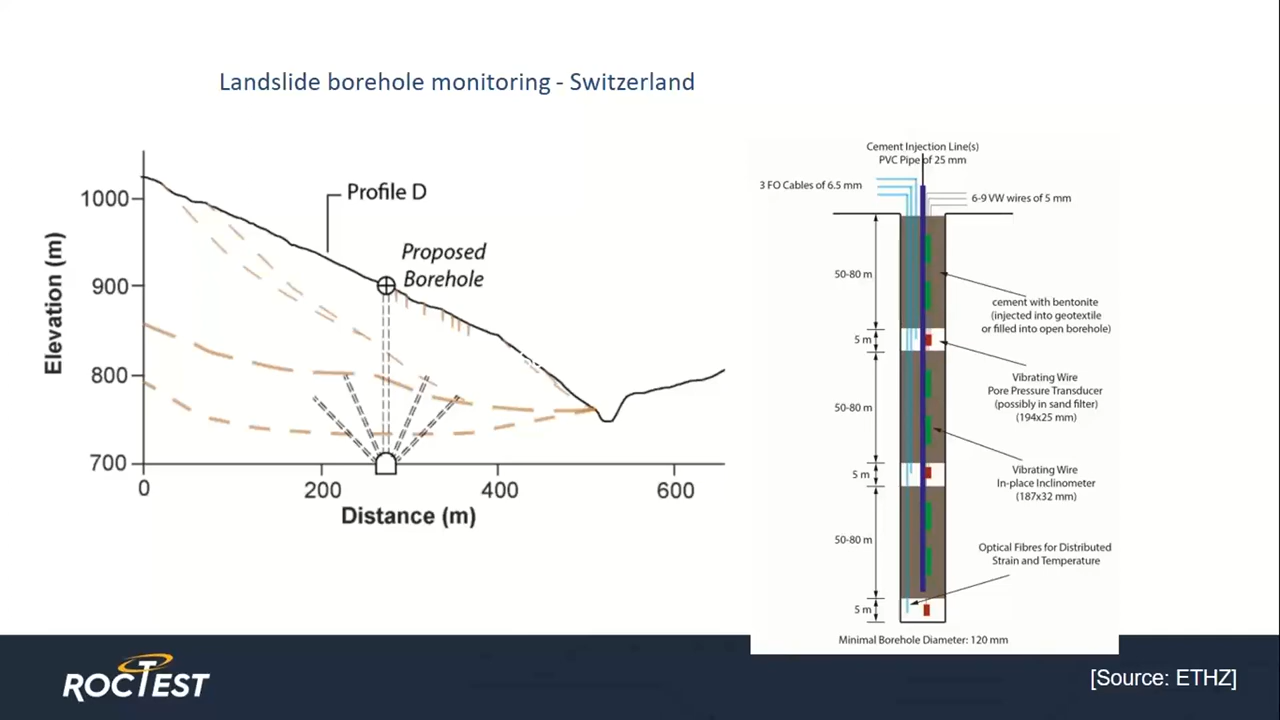 Landslide borehole monitoring - Switzerland
Elevation (m)
1000
900
800
700
0
200
400
600
Distance (m)
Profile D
Proposed
Borehole
Cement Injection Line(s)
PVC Pipe of 25 mm
3 FO Cables of 6.5 mm
6-9 VW wires of 5 mm
50-80 m
5 m
50-80 m
5 m
50-80 m
5 m
cement with bentonite
(injected into geotextile
or filled into open borehole)
Vibrating Wire
Pore Pressure Transducer
(possibly in sand filter)
(194x25 mm)
Vibrating Wire
In-place Inclinometer
(187x32 mm)
Optical Fibres for Distributed
Strain and Temperature
Minimal Borehole Diameter: 120 mm
ROCTEST
[Source: ETHZ]